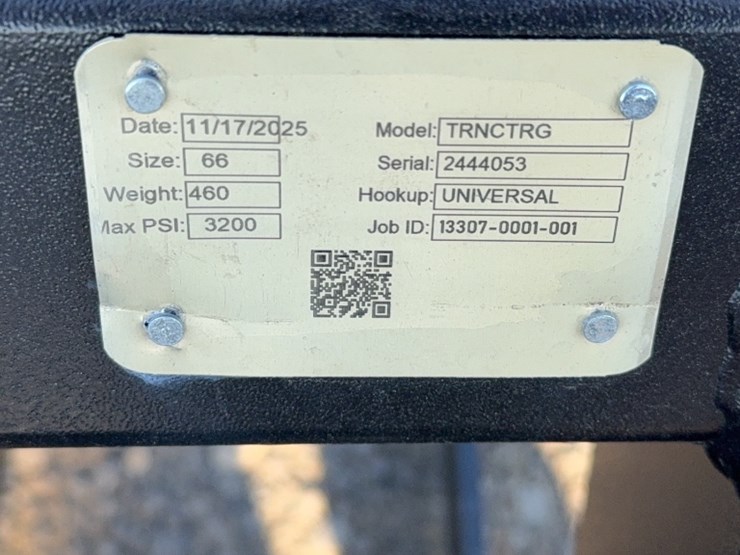 Date: 11/17/2025
Size: 66
Weight: 460
Max PSI: 3200
Model: TRNCTRG
Serial: 2444053
Hookup: UNIVERSAL
Job ID: 13307-0001-001